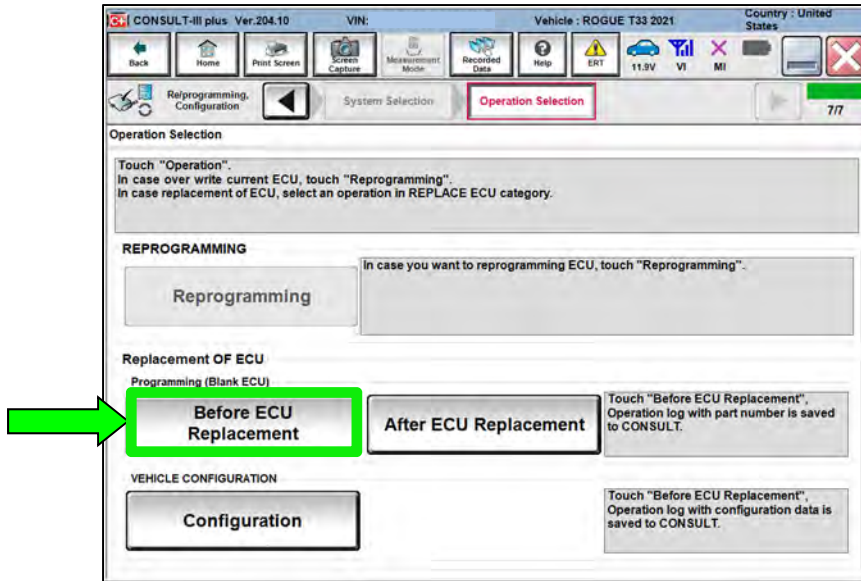 CONSULT-III plus Ver.204.10 VIN: Vehicle : ROGUE T33 2021 Country : United States
Back Home Print Screen Screen Capture Measurement Mode Recorded Data Help ERT 11.9V VI MI
Re/programming, Configuration System Selection Operation Selection 7/7
Operation Selection
Touch "Operation".
In case over write current ECU, touch "Reprogramming".
In case replacement of ECU, select an operation in REPLACE ECU category.
REPROGRAMMING
Reprogramming
In case you want to reprogramming ECU, touch "Reprogramming".
Replacement OF ECU
Programming (Blank ECU)
Before ECU
Replacement
After ECU Replacement
Touch "Before ECU Replacement",
Operation log with part number is saved
to CONSULT.
VEHICLE CONFIGURATION
Configuration
Touch "Before ECU Replacement",
Operation log with configuration data is
saved to CONSULT.